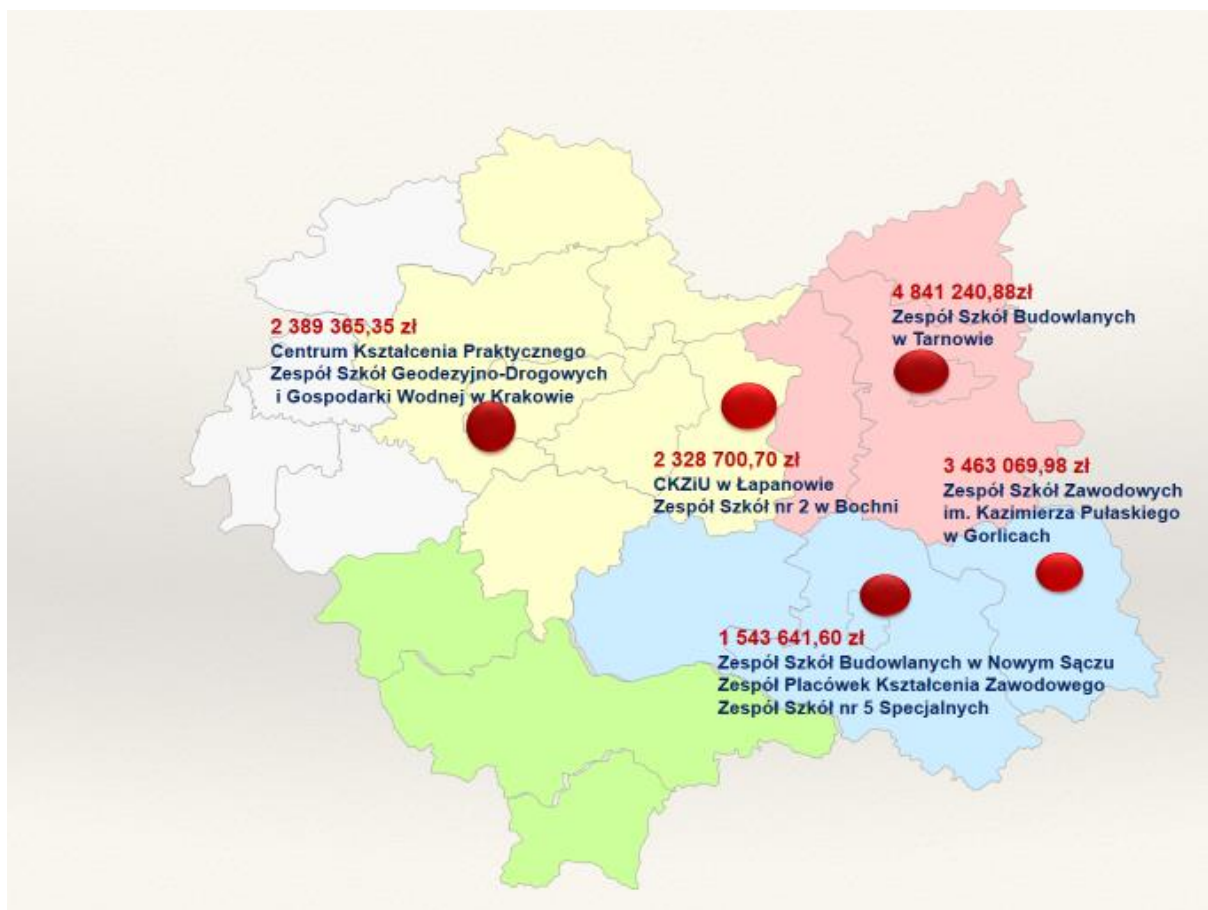 4 841 240,88zł
Zespół Szkół Budowlanych
w Tarnowie
2 389 365,35 zł
Centrum Kształcenia Praktycznego
Zespół Szkół Geodezyjno-Drogowych
i Gospodarki Wodnej w Krakowie
2 328 700,70 zł
CKZiU w Łapanowie
Zespół Szkół nr 2 w Bochni
3 463 069,98 zł
Zespół Szkół Zawodowych
im. Kazimierza Pułaskiego
w Gorlicach
1 543 641,60 zł
Zespół Szkół Budowlanych w Nowym Sączu
Zespół Placówek Kształcenia Zawodowego
Zespół Szkół nr 5 Specjalnych